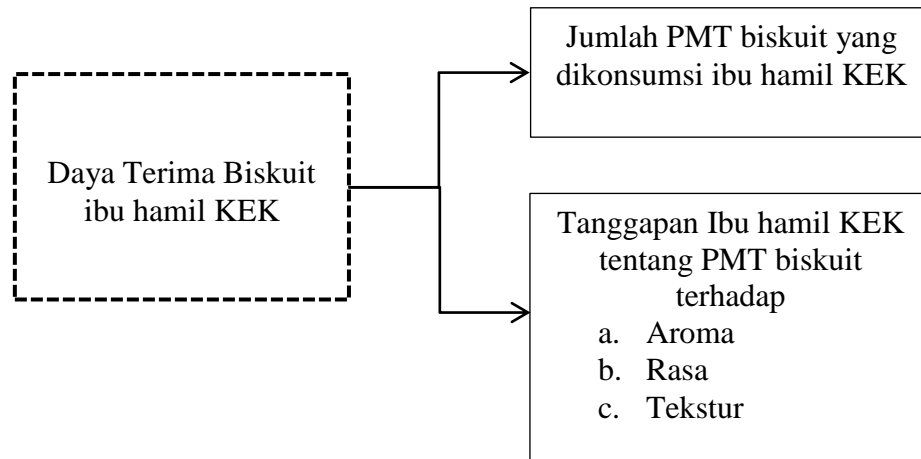 Jumlah PMT biskuit yang
dikonsumsi ibu hamil KEK
Daya Terima Biskuit
ibu hamil KEK
Tanggapan Ibu hamil KEK
tentang PMT biskuit
terhadap
a. Aroma
b. Rasa
c. Tekstur